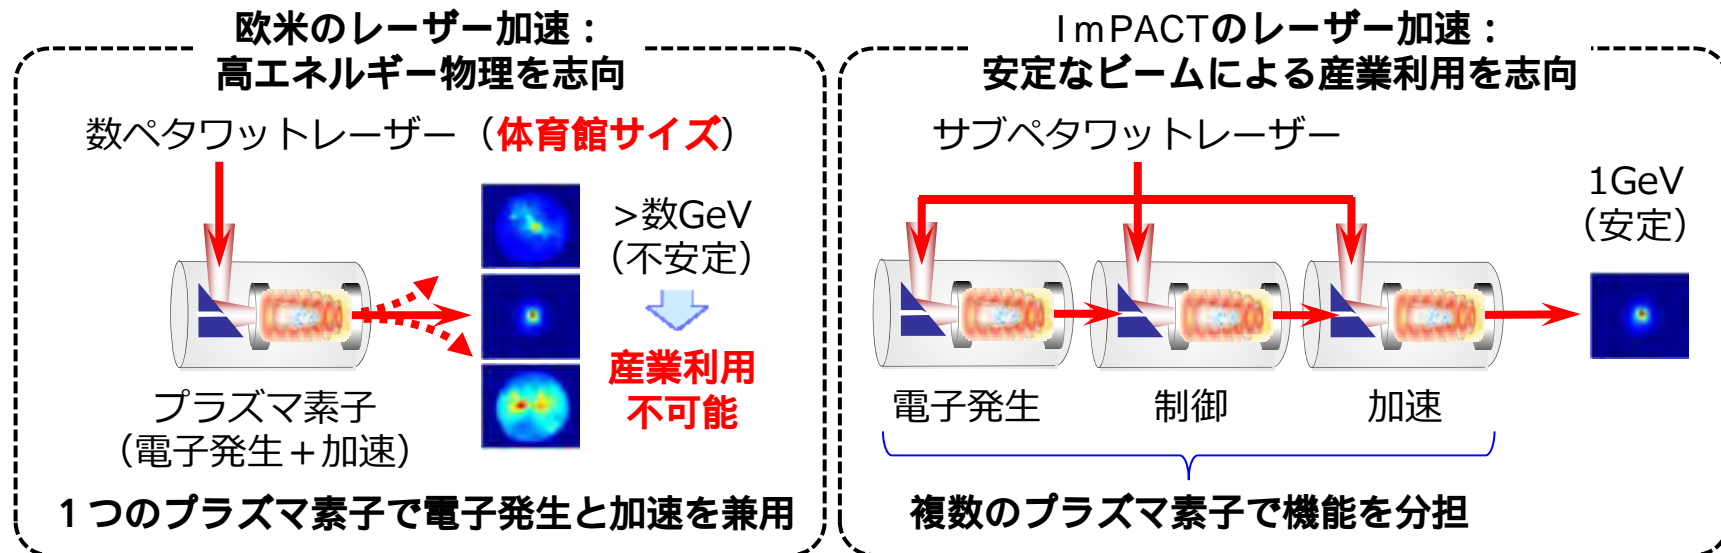 欧米のレーザー加速：
高エネルギー物理を志向
数ペタワットレーザー（体育館サイズ）
>数GeV
（不安定）
産業利用
不可能
プラズマ素子
（電子発生＋加速）
１つのプラズマ素子で電子発生と加速を兼用
ＩｍPACTのレーザー加速：
安定なビームによる産業利用を志向
サブペタワットレーザー
1GeV
（安定）
電子発生
制御
加速
複数のプラズマ素子で機能を分担